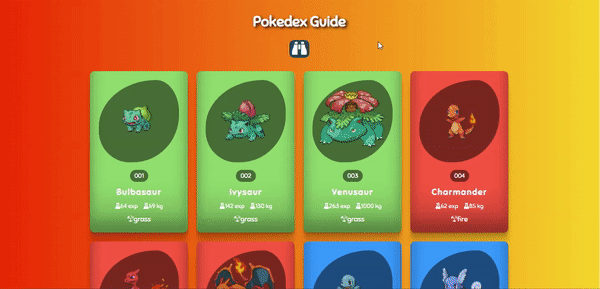 Pokedex Guide
001
002
003
004
Bulbasaur
Ivysaur
Venusaur
Charmander
64 exp 69 kg
142 exp 130 kg
263 exp 1000 kg
62 exp 85 kg
grass
grass
grass
fire